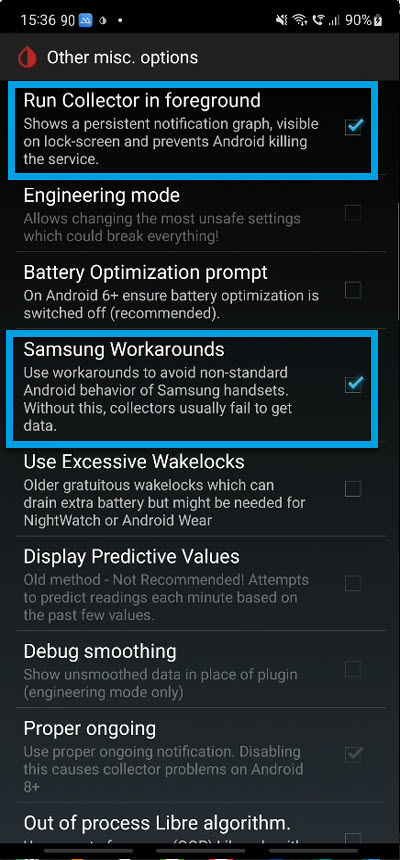 15:36 90 90%
Other misc. options
Run Collector in foreground
Shows a persistent notification graph, visible
on lock-screen and prevents Android killing
the service.
Engineering mode
Allows changing the most unsafe settings
which could break everything!
Battery Optimization prompt
On Android 6+ ensure battery optimization is
switched off (recommended).
Samsung Workarounds
Use workarounds to avoid non-standard
Android behavior of Samsung handsets.
Without this, collectors usually fail to get
data.
Use Excessive Wakelocks
Older gratuitous wakelocks which can
drain extra battery but might be needed for
NightWatch or Android Wear
Display Predictive Values
Old method - Not Recommended! Attempts
to predict readings each minute based on
the past few values.
Debug smoothing
Show unsmoothed data in place of plugin
(engineering mode only)
Proper ongoing
Use proper ongoing notification. Disabling
this causes collector problems on Android
8+
Out of process Libre algorithm.